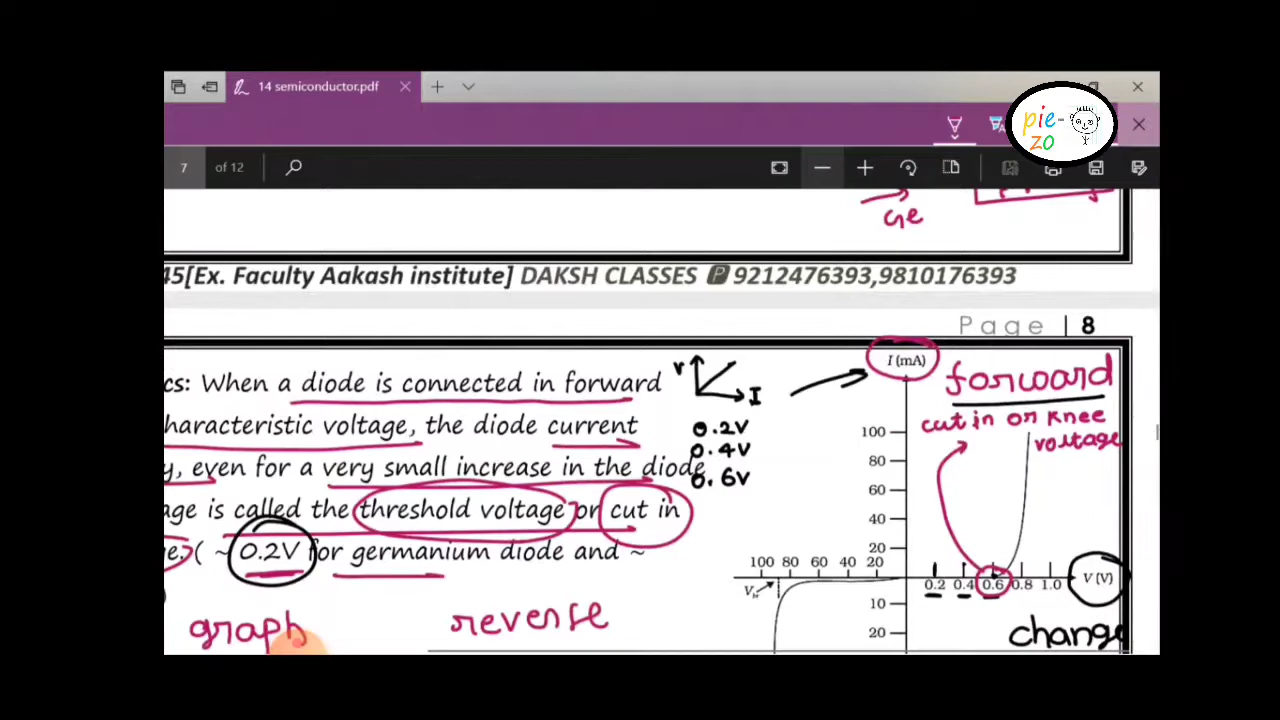 14 semiconductor.pdf
pie-
zo
7 of 12
Ge
45[Ex. Faculty Aakash institute] DAKSH CLASSES 🅿 9212476393,9810176393
Page | 8
cs: When a diode is connected in forward
haracteristic voltage, the diode current
y, even for a very small increase in the diode
age is called the threshold voltage or cut in
e. ( ~ 0.2V for germanium diode and ~
graph
reverse
V
I
0.2V
0.4V
0.6V
I (mA)
forward
cut in or knee
voltage
100
80
60
40
20
100 80 60 40 20
0.2 0.4 0.6 0.8 1.0
V (V)
10
20
change